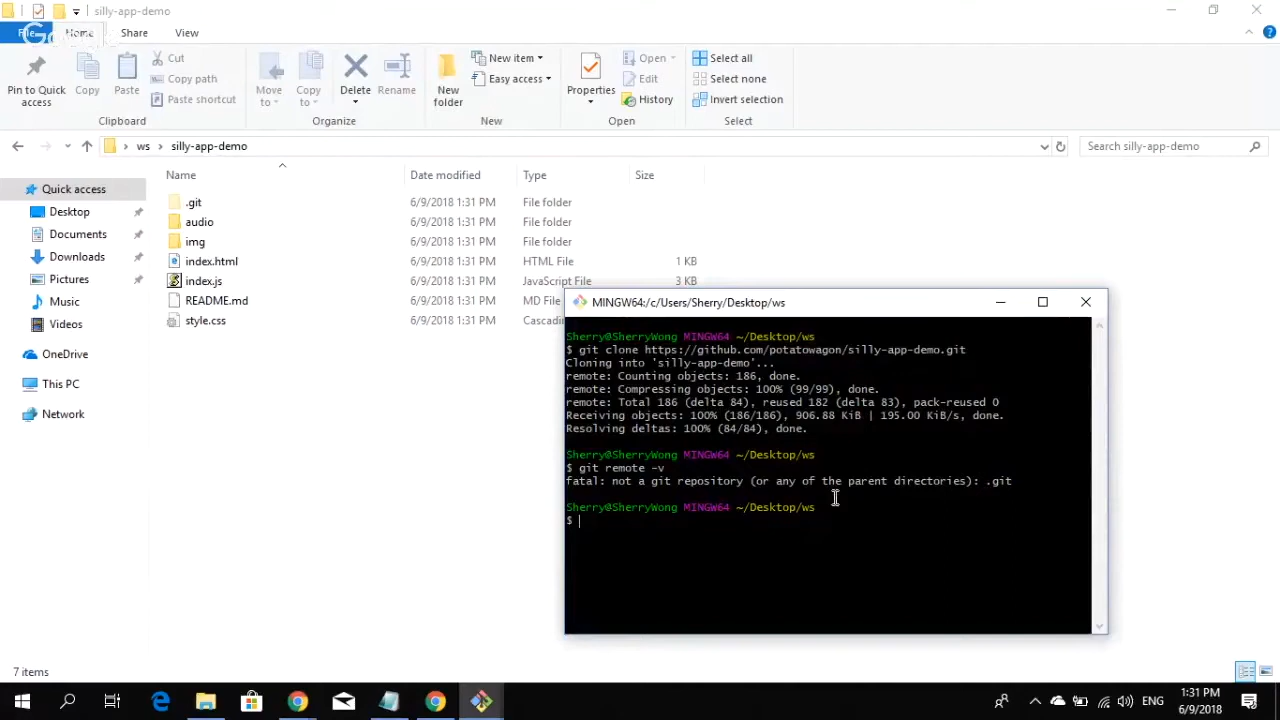 silly-app-demo
File Home Share View
Pin to Quick access
Copy
Paste
Cut
Copy path
Paste shortcut
Clipboard
Move to
Copy to
Delete
Rename
Organize
New folder
New item
Easy access
New
Properties
Open
Edit
History
Open
Select all
Select none
Invert selection
Select
ws > silly-app-demo
Search silly-app-demo
Name Date modified Type Size
Quick access
Desktop
Documents
Downloads
Pictures
Music
Videos
OneDrive
This PC
Network
.git 6/9/2018 1:31 PM File folder
audio 6/9/2018 1:31 PM File folder
img 6/9/2018 1:31 PM File folder
index.html 6/9/2018 1:31 PM HTML File 1 KB
index.js 6/9/2018 1:31 PM JavaScript File 3 KB
README.md 6/9/2018 1:31 PM MD File
style.css 6/9/2018 1:31 PM Cascad
MINGW64:/c/Users/Sherry/Desktop/ws
Sherry@SherryWong MINGW64 ~/Desktop/ws
$ git clone https://github.com/potatowagon/silly-app-demo.git
Cloning into 'silly-app-demo'...
remote: Counting objects: 186, done.
remote: Compressing objects: 100% (99/99), done.
remote: Total 186 (delta 84), reused 182 (delta 83), pack-reused 0
Receiving objects: 100% (186/186), 906.88 KiB | 195.00 KiB/s, done.
Resolving deltas: 100% (84/84), done.
Sherry@SherryWong MINGW64 ~/Desktop/ws
$ git remote -v
fatal: not a git repository (or any of the parent directories): .git
Sherry@SherryWong MINGW64 ~/Desktop/ws
$
7 items
ENG
1:31 PM
6/9/2018